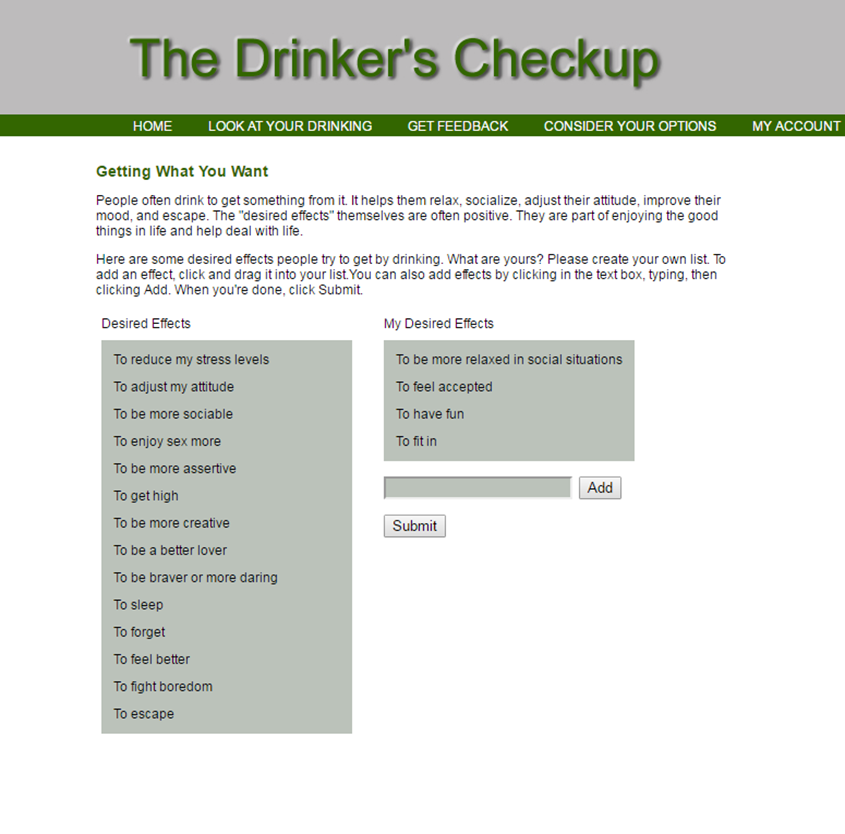 The Drinker's Checkup
HOME LOOK AT YOUR DRINKING GET FEEDBACK CONSIDER YOUR OPTIONS MY ACCOUNT
Getting What You Want
People often drink to get something from it. It helps them relax, socialize, adjust their attitude, improve their
mood, and escape. The "desired effects" themselves are often positive. They are part of enjoying the good
things in life and help deal with life.
Here are some desired effects people try to get by drinking. What are yours? Please create your own list. To
add an effect, click and drag it into your list.You can also add effects by clicking in the text box, typing, then
clicking Add. When you're done, click Submit.
Desired Effects
To reduce my stress levels
To adjust my attitude
To be more sociable
To enjoy sex more
To be more assertive
To get high
To be more creative
To be a better lover
To be braver or more daring
To sleep
To forget
To feel better
To fight boredom
To escape
My Desired Effects
To be more relaxed in social situations
To feel accepted
To have fun
To fit in
Add
Submit